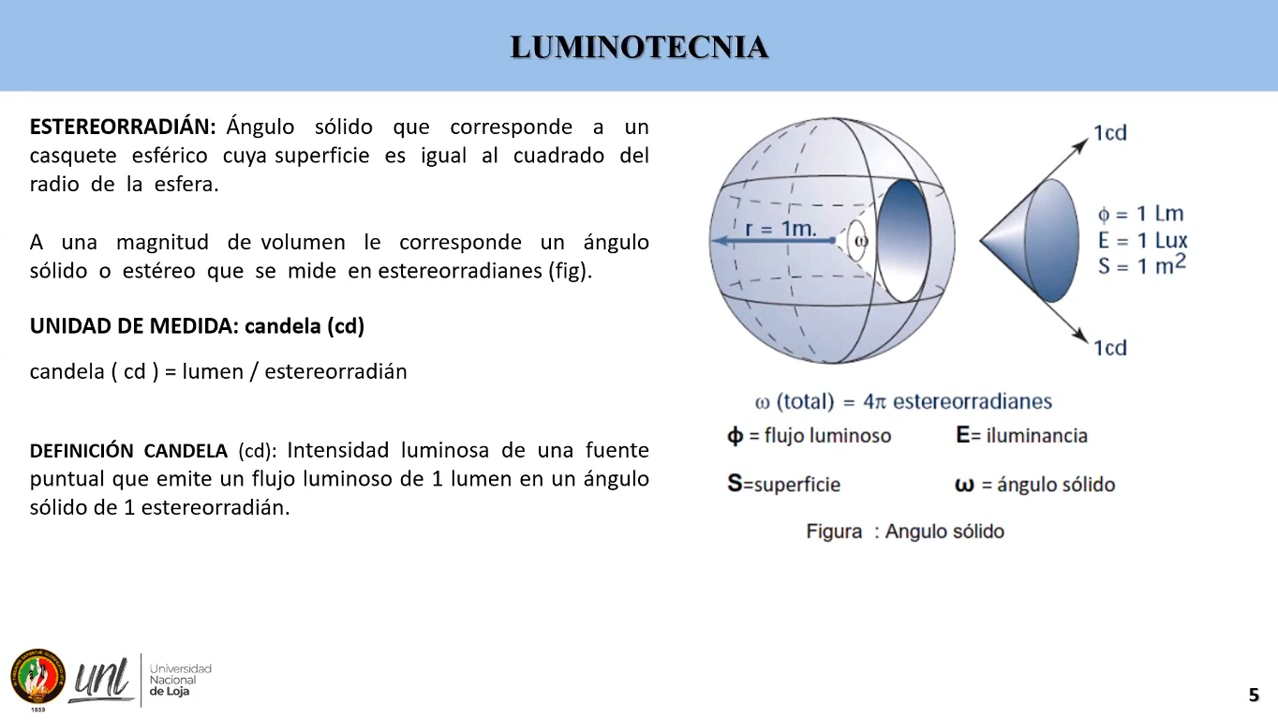 LUMINOTECNIA
ESTEREORRADIÁN: Ángulo sólido que corresponde a un
casquete esférico cuya superficie es igual al cuadrado del
radio de la esfera.
A una magnitud de volumen le corresponde un ángulo
sólido o estéreo que se mide en estereorradianes (fig).
UNIDAD DE MEDIDA: candela (cd)
candela ( cd ) = lumen / estereorradián
DEFINICIÓN CANDELA (cd): Intensidad luminosa de una fuente
puntual que emite un flujo luminoso de 1 lumen en un ángulo
sólido de 1 estereorradián.
r = 1m.
ω
1cd
ϕ = 1 Lm
E = 1 Lux
S = 1 m²
1cd
ω (total) = 4π estereorradianes
ϕ = flujo luminoso E= iluminancia
S=superficie ω = ángulo sólido
Figura : Angulo sólido
1859
unl
Universidad
Nacional
de Loja
5